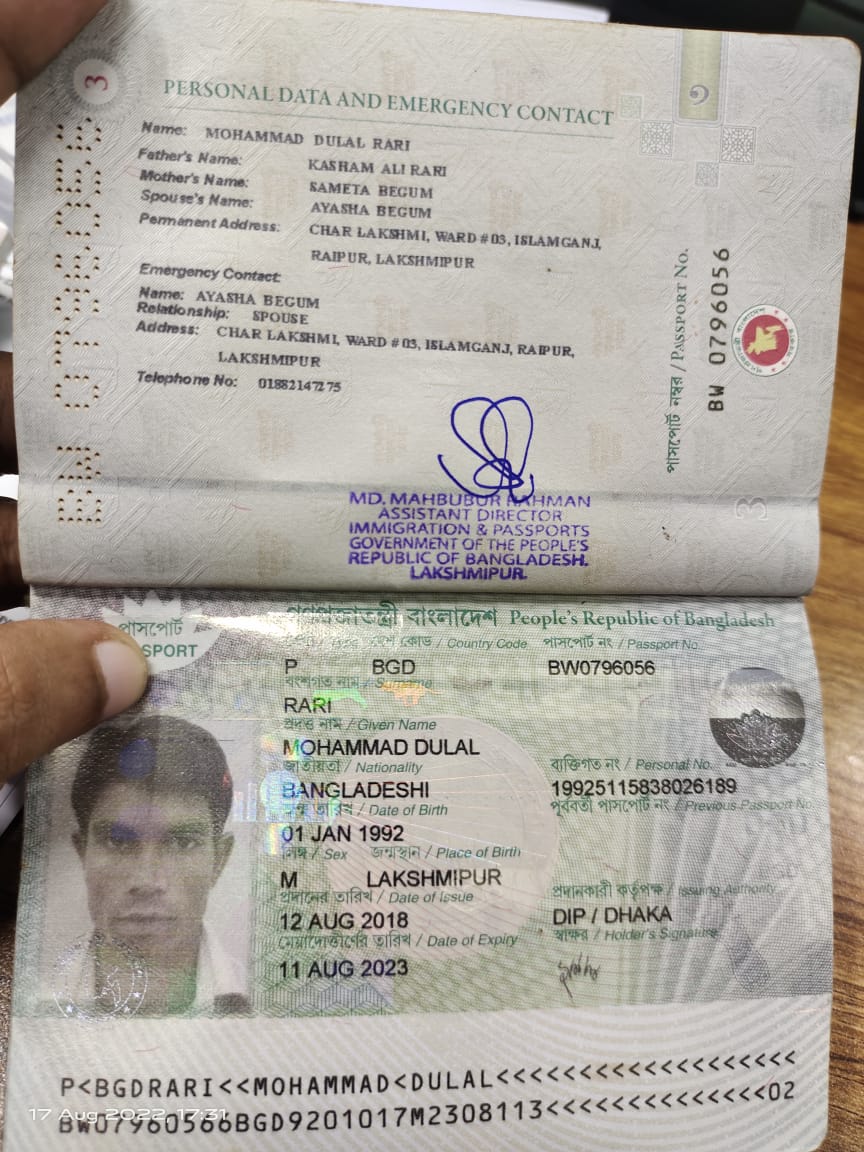 3
PERSONAL DATA AND EMERGENCY CONTACT
Name: MOHAMMAD DULAL RARI
Father's Name: KASHAM ALI RARI
Mother's Name: SAMETA BEGUM
Spouse's Name: AYASHA BEGUM
Permanent Address: CHAR LAKSHMI, WARD # 03, ISLAMGANJ,
RAIPUR, LAKSHMIPUR
Emergency Contact:
Name: AYASHA BEGUM
Relationship: SPOUSE
Address: CHAR LAKSHMI, WARD # 03, ISLAMGANJ, RAIPUR,
LAKSHMIPUR
Telephone No: 01882147275
BW 0796056
পাসপোর্ট নম্বর / PASSPORT NO.
BW 0796056
3
MD. MAHBUBUR RAHMAN
ASSISTANT DIRECTOR
IMMIGRATION & PASSPORTS
GOVERNMENT OF THE PEOPLE'S
REPUBLIC OF BANGLADESH.
LAKSHMIPUR.
পাসপোর্ট
SPORT
গণপ্রজাতন্ত্রী বাংলাদেশ People's Republic of Bangladesh
কোড / Country Code পাসপোর্ট নং / Passport No.
P BGD BW0796056
বংশগত নাম / Surname
RARI
প্রদত্ত নাম / Given Name
MOHAMMAD DULAL
জাতীয়তা / Nationality ব্যক্তিগত নং / Personal No.
BANGLADESHI 19925115838026189
জন্ম তারিখ / Date of Birth পূর্ববর্তী পাসপোর্ট নং / Previous Passport No.
01 JAN 1992
লিঙ্গ / Sex জন্মস্থান / Place of Birth
M LAKSHMIPUR
প্রদানের তারিখ / Date of Issue প্রদানকারী কর্তৃপক্ষ / Issuing Authority
12 AUG 2018 DIP / DHAKA
মেয়াদোত্তীর্ণের তারিখ / Date of Expiry স্বাক্ষর / Holder's Signature
11 AUG 2023
P<BGDRARI<<MOHAMMAD<DULAL<<<<<<<<<<<<<<<<<<<
BW07960566BGD9201017M2308113<<<<<<<<<<<<<<02
17 Aug 2022, 17:31